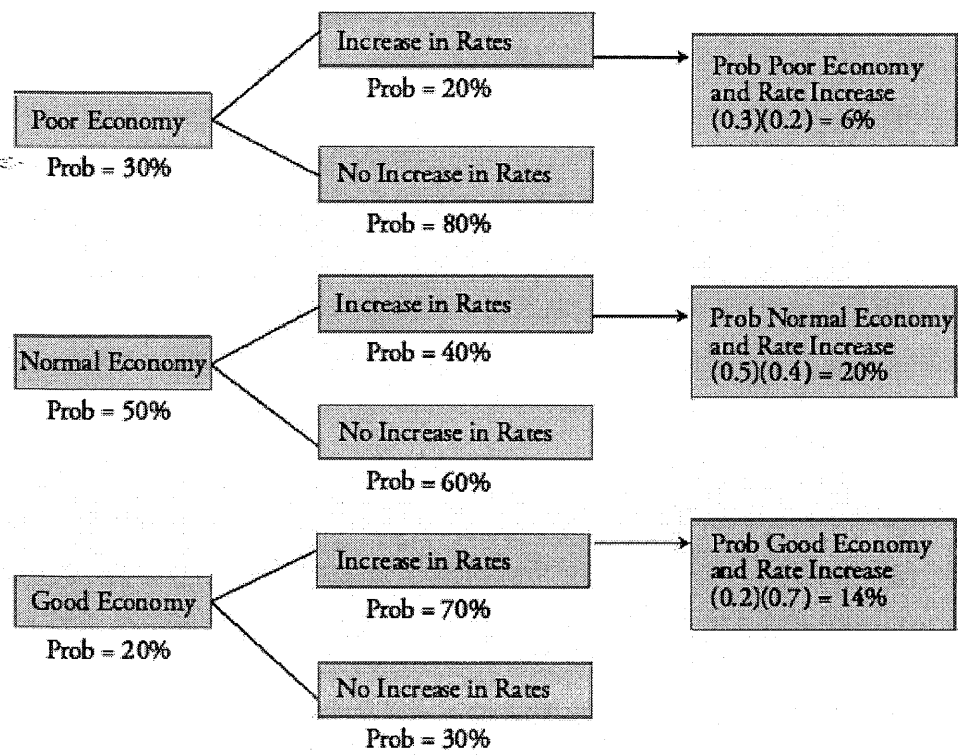 Increase in Rates
Prob = 20%
Prob Poor Economy
and Rate Increase
(0.3)(0.2) = 6%
Poor Economy
Prob = 30%
No Increase in Rates
Prob = 80%
Increase in Rates
Prob = 40%
Prob Normal Economy
and Rate Increase
(0.5)(0.4) = 20%
Normal Economy
Prob = 50%
No Increase in Rates
Prob = 60%
Increase in Rates
Prob = 70%
Prob Good Economy
and Rate Increase
(0.2)(0.7) = 14%
Good Economy
Prob = 20%
No Increase in Rates
Prob = 30%